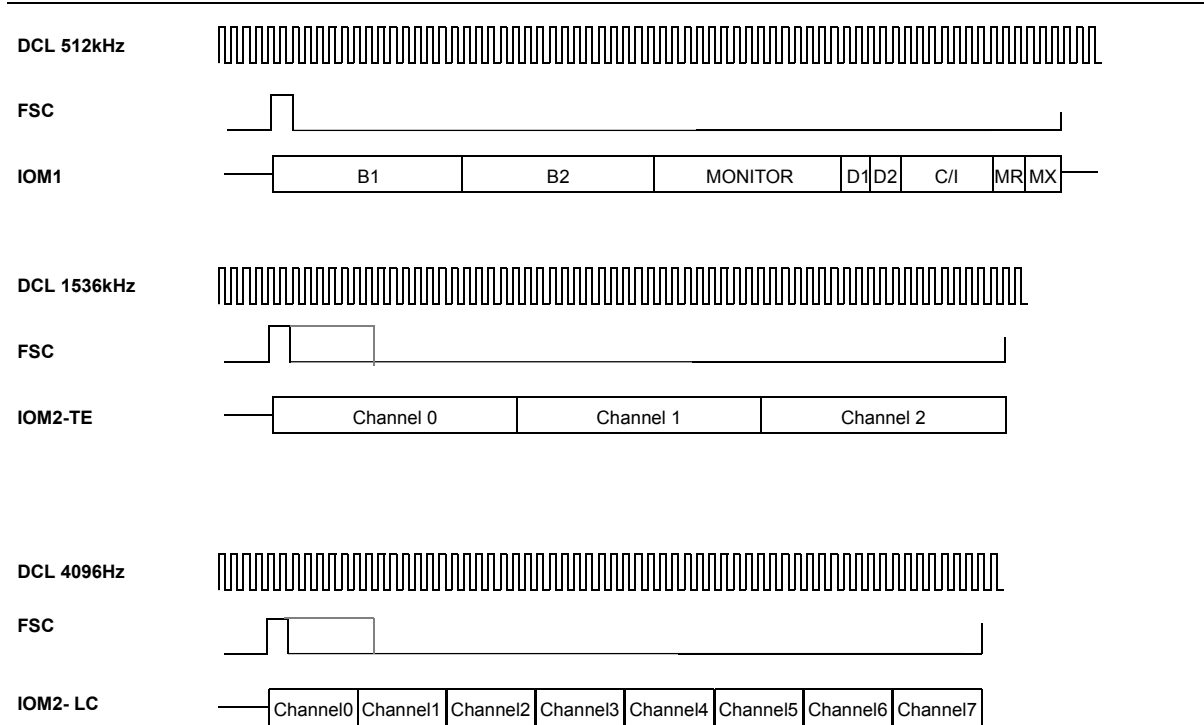 DCL 512kHz
FSC
IOM1 B1 B2 MONITOR D1 D2 C/I MR MX
DCL 1536kHz
FSC
IOM2-TE Channel 0 Channel 1 Channel 2
DCL 4096Hz
FSC
IOM2- LC Channel0 Channel1 Channel2 Channel3 Channel4 Channel5 Channel6 Channel7